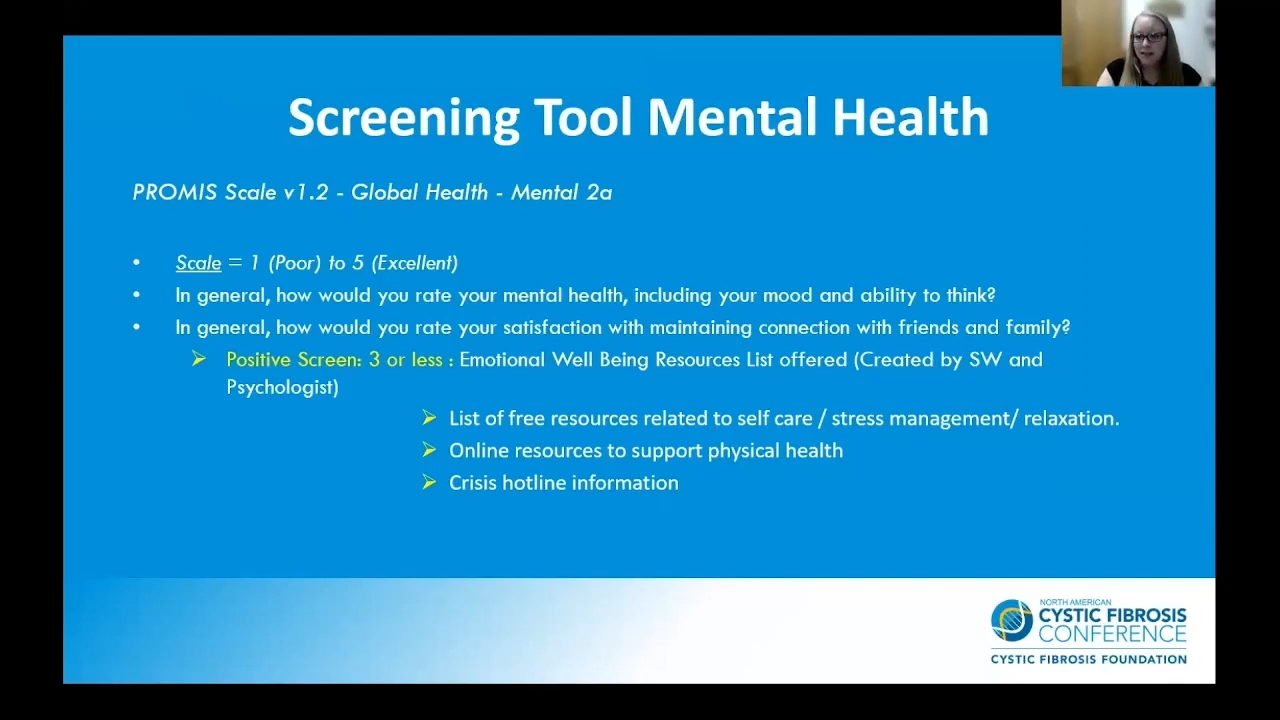 Screening Tool Mental Health
PROMIS Scale v1.2 - Global Health - Mental 2a
• Scale = 1 (Poor) to 5 (Excellent)
• In general, how would you rate your mental health, including your mood and ability to think?
• In general, how would you rate your satisfaction with maintaining connection with friends and family?
➢ Positive Screen: 3 or less : Emotional Well Being Resources List offered (Created by SW and
Psychologist)
➢ List of free resources related to self care / stress management/ relaxation.
➢ Online resources to support physical health
➢ Crisis hotline information
NORTH AMERICAN
CYSTIC FIBROSIS
CONFERENCE
CYSTIC FIBROSIS FOUNDATION